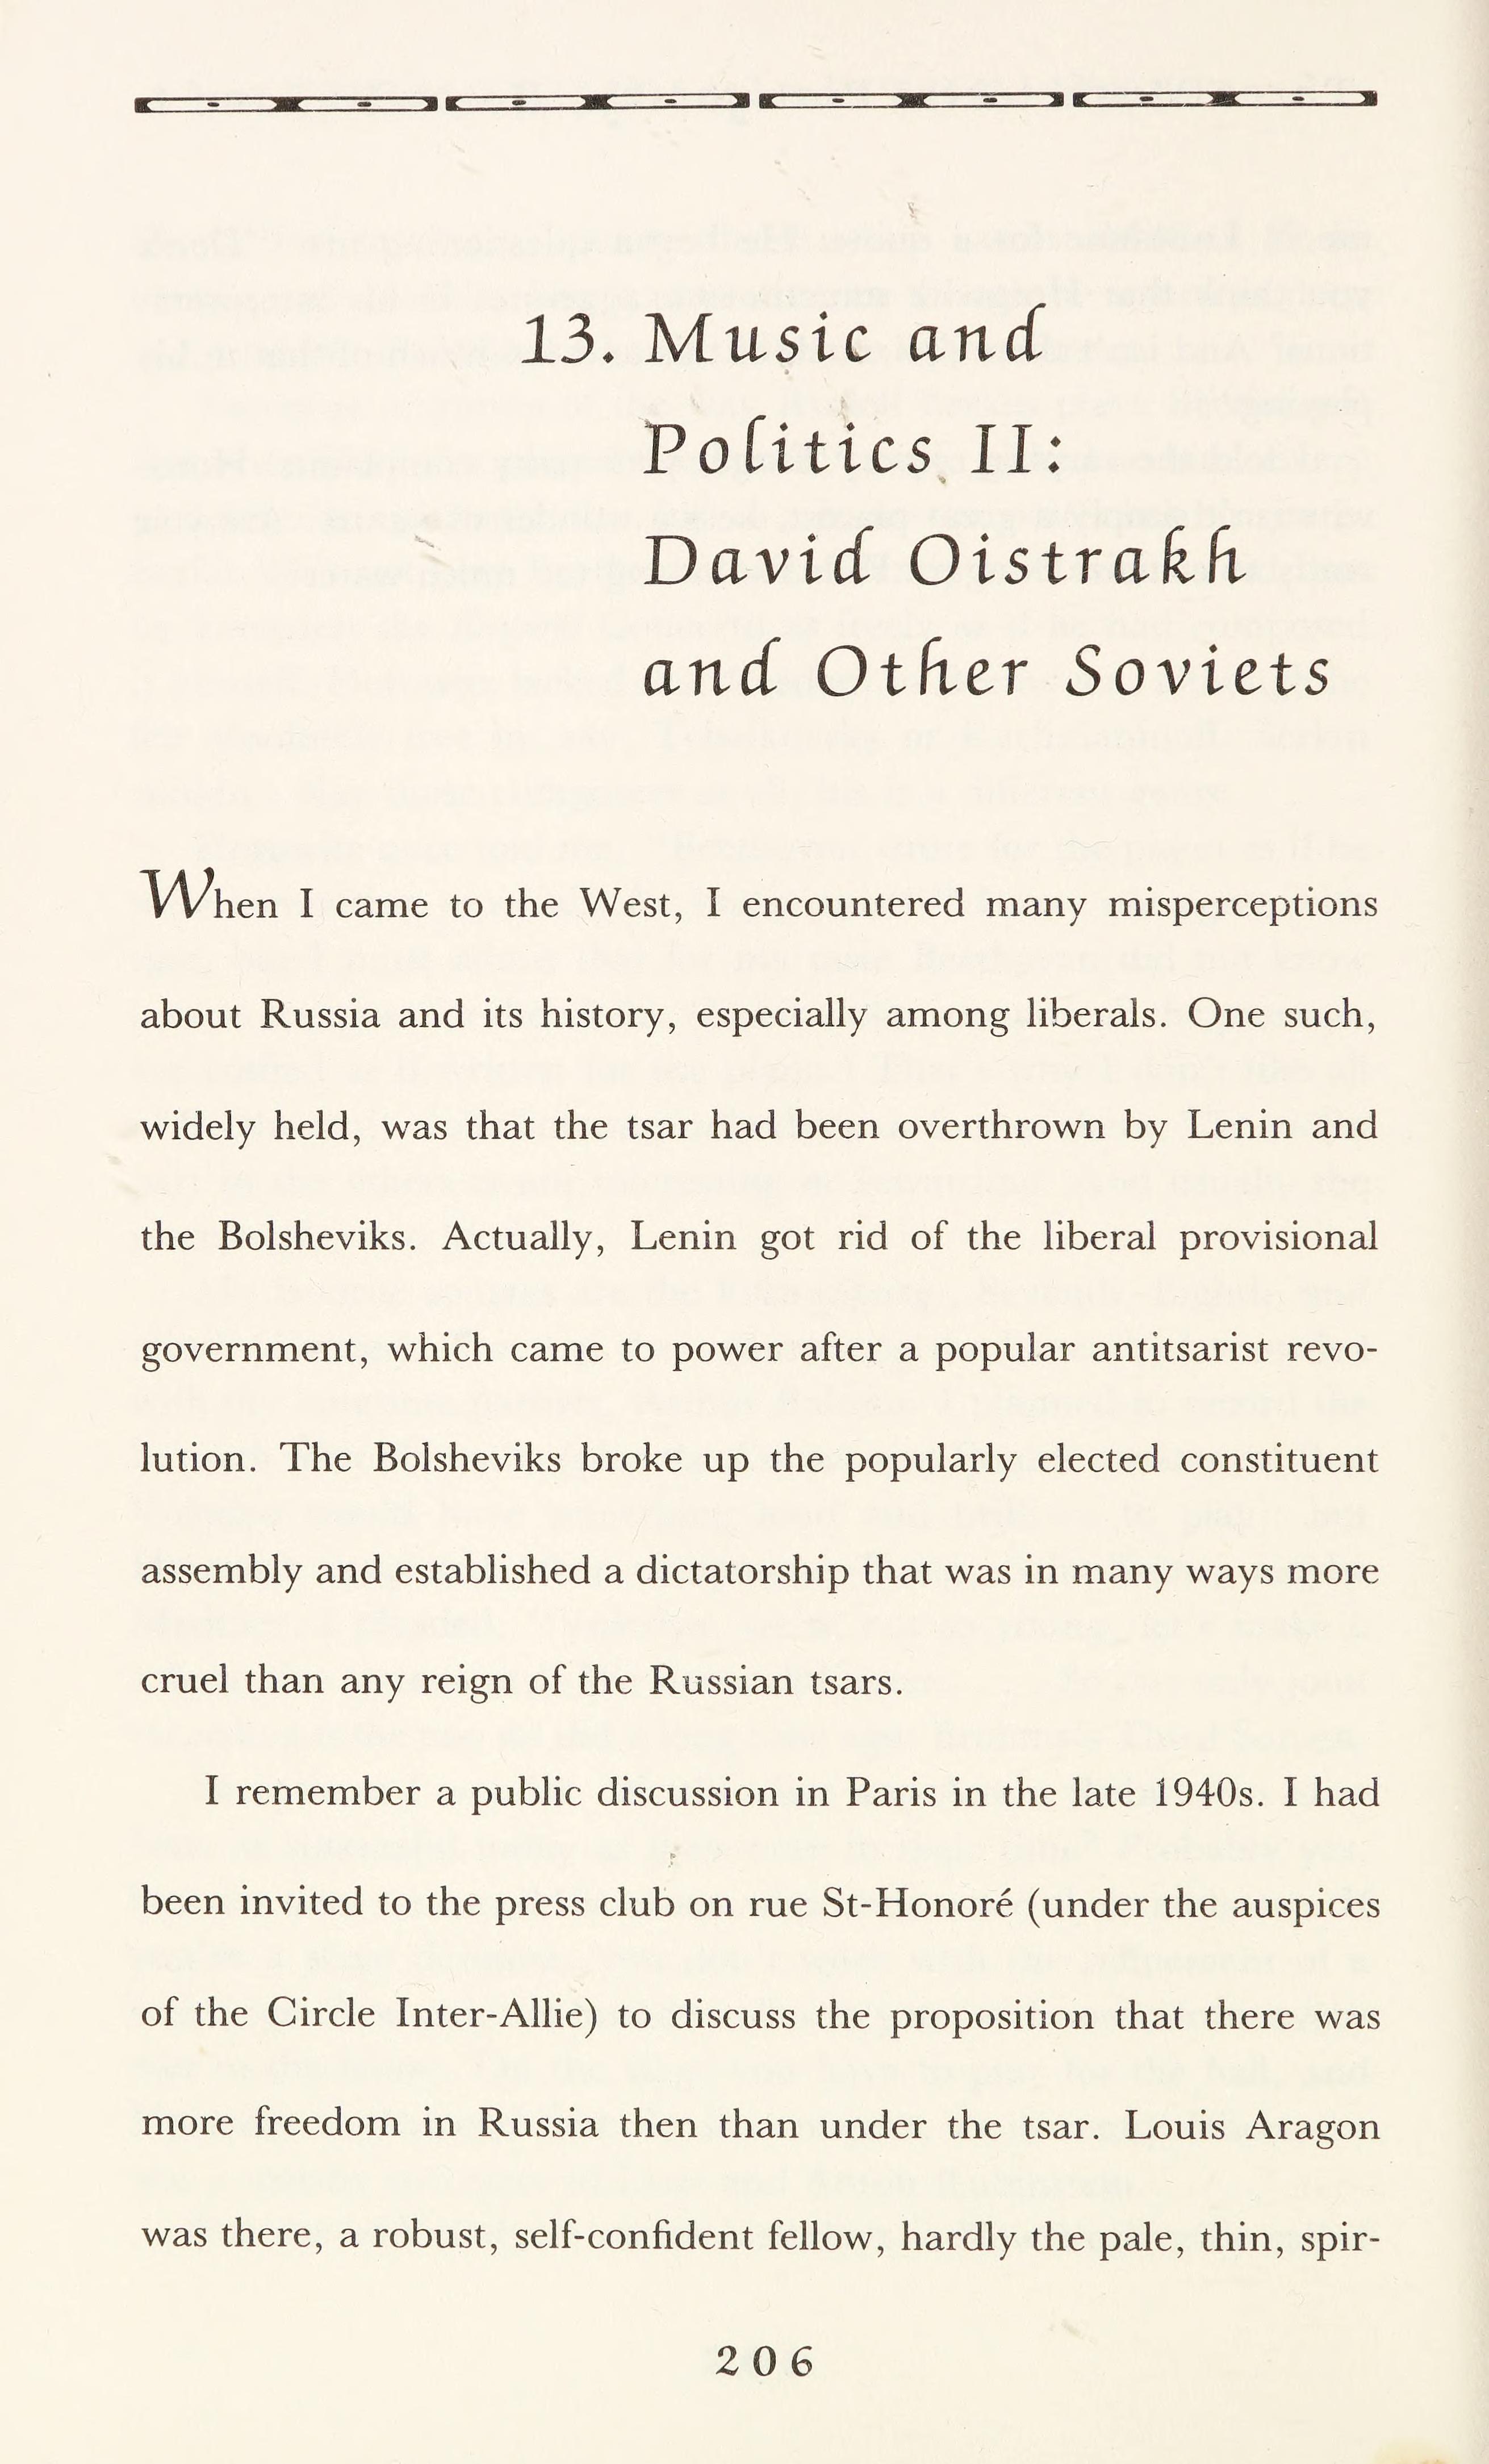 13. Music and
Politics II:
David Oistrakh
and Other Soviets
When I came to the West, I encountered many misperceptions
about Russia and its history, especially among liberals. One such,
widely held, was that the tsar had been overthrown by Lenin and
the Bolsheviks. Actually, Lenin got rid of the liberal provisional
government, which came to power after a popular antitsarist revo-
lution. The Bolsheviks broke up the popularly elected constituent
assembly and established a dictatorship that was in many ways more
cruel than any reign of the Russian tsars.
I remember a public discussion in Paris in the late 1940s. I had
been invited to the press club on rue St-Honoré (under the auspices
of the Circle Inter-Allie) to discuss the proposition that there was
more freedom in Russia then than under the tsar. Louis Aragon
was there, a robust, self-confident fellow, hardly the pale, thin, spir-
206